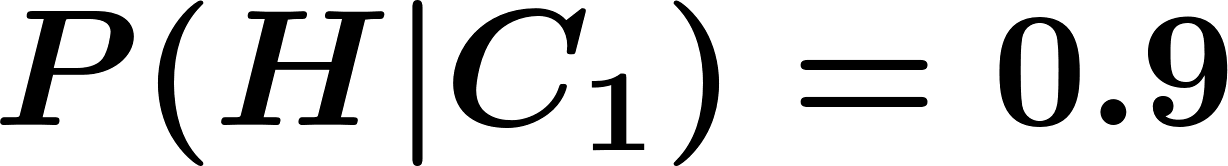 P(H|C₁) = 0.9